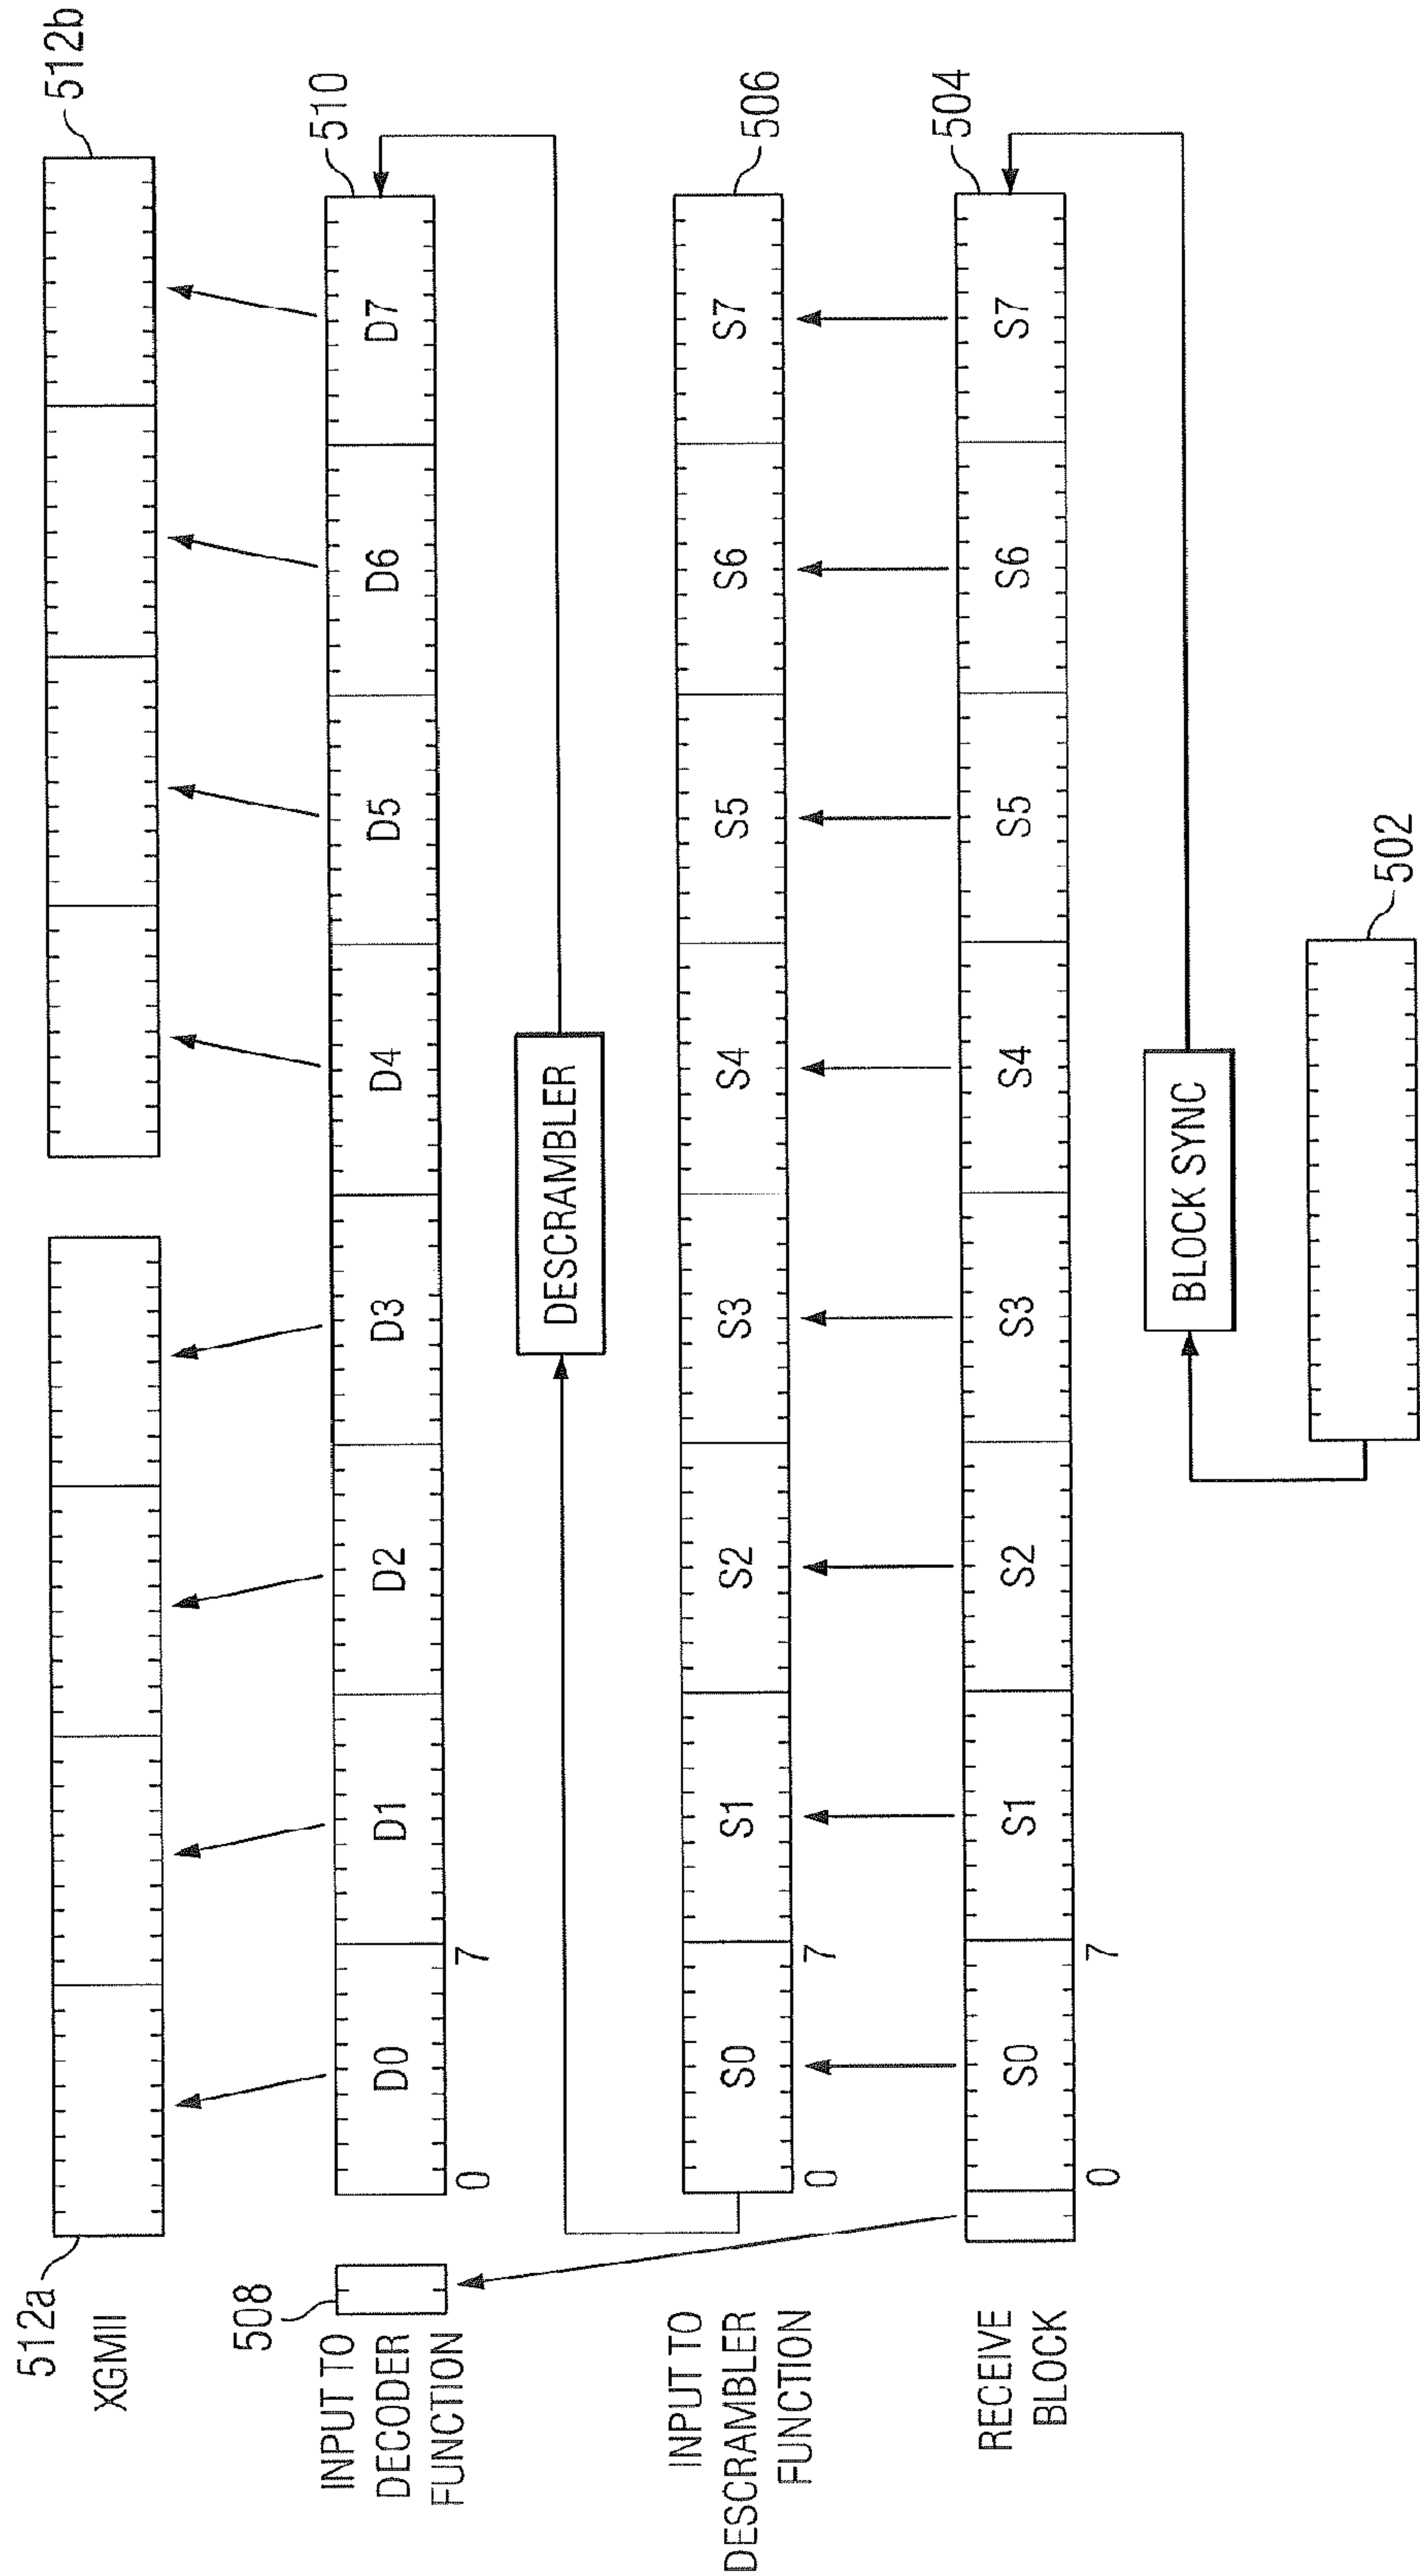 512a
512b
XGMII
508
510
INPUT TO
DECODER
FUNCTION
D0
D1
D2
D3
D4
D5
D6
D7
0
7
DESCRAMBLER
506
INPUT TO
DESCRAMBLER
FUNCTION
S0
S1
S2
S3
S4
S5
S6
S7
0
7
504
RECEIVE
BLOCK
S0
S1
S2
S3
S4
S5
S6
S7
0
7
BLOCK SYNC
502